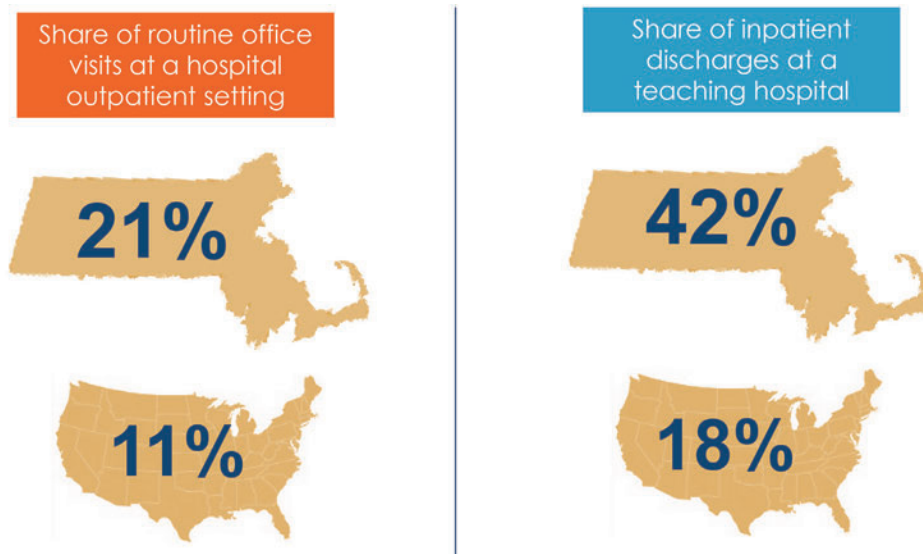 Share of routine office
visits at a hospital
outpatient setting
21%
11%
Share of inpatient
discharges at a
teaching hospital
42%
18%